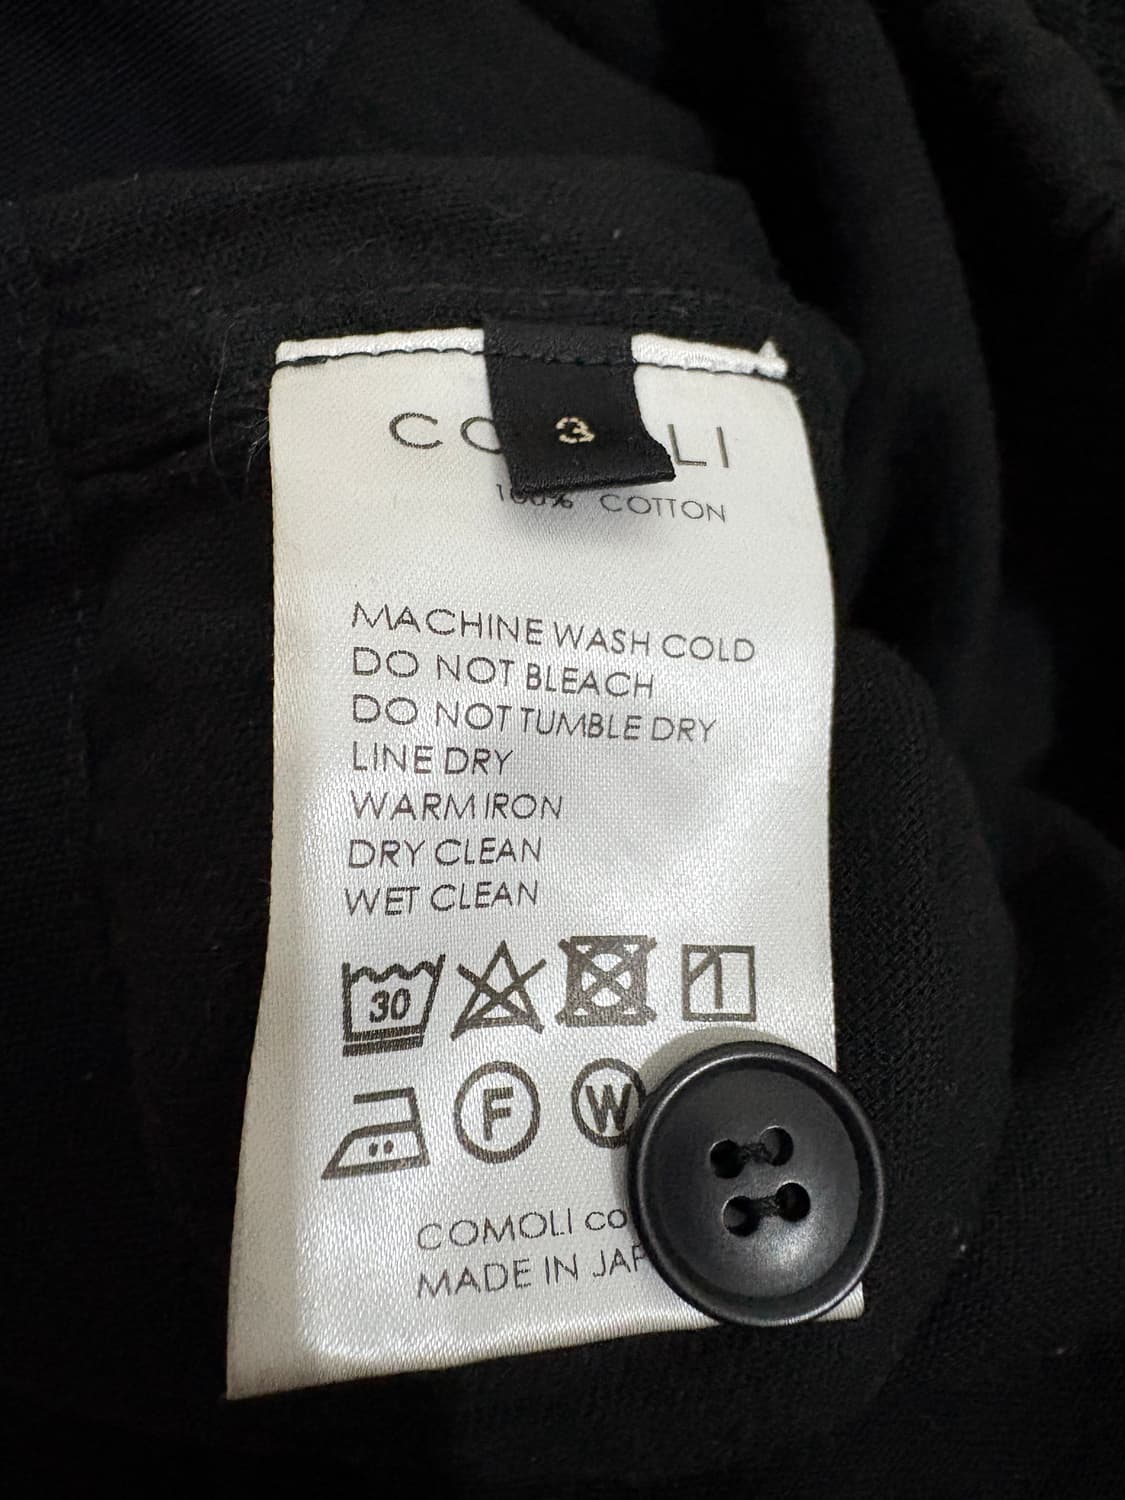 3
100% COTTON
MACHINE WASH COLD
DO NOT BLEACH
DO NOT TUMBLE DRY
LINE DRY
WARM IRON
DRY CLEAN
WET CLEAN
30
F W
COMOLI CO
MADE IN